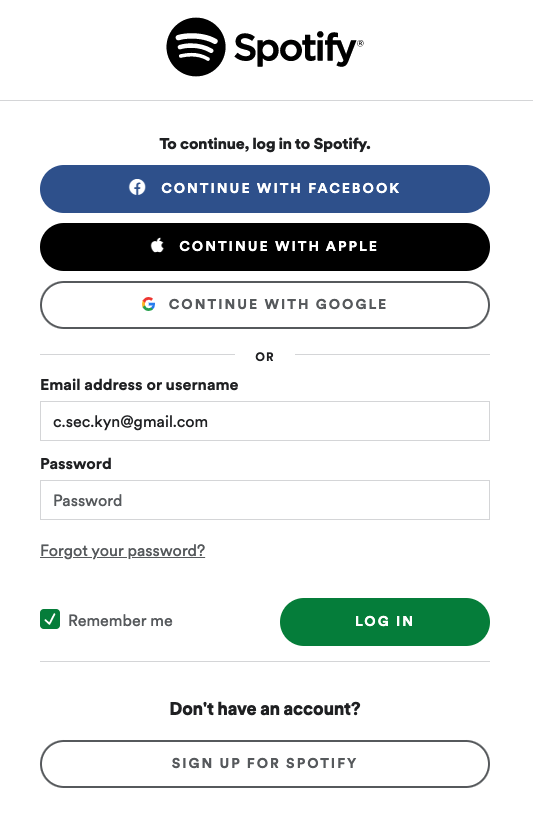 Spotify®
To continue, log in to Spotify.
CONTINUE WITH FACEBOOK
CONTINUE WITH APPLE
CONTINUE WITH GOOGLE
OR
Email address or username
c.sec.kyn@gmail.com
Password
Password
Forgot your password?
Remember me
LOG IN
Don't have an account?
SIGN UP FOR SPOTIFY